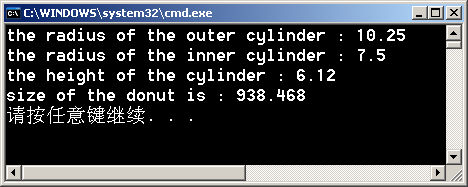 C:\WINDOWS\system32\cmd.exe
the radius of the outer cylinder : 10.25
the radius of the inner cylinder : 7.5
the height of the cylinder : 6.12
size of the donut is : 938.468
请按任意键继续. . .